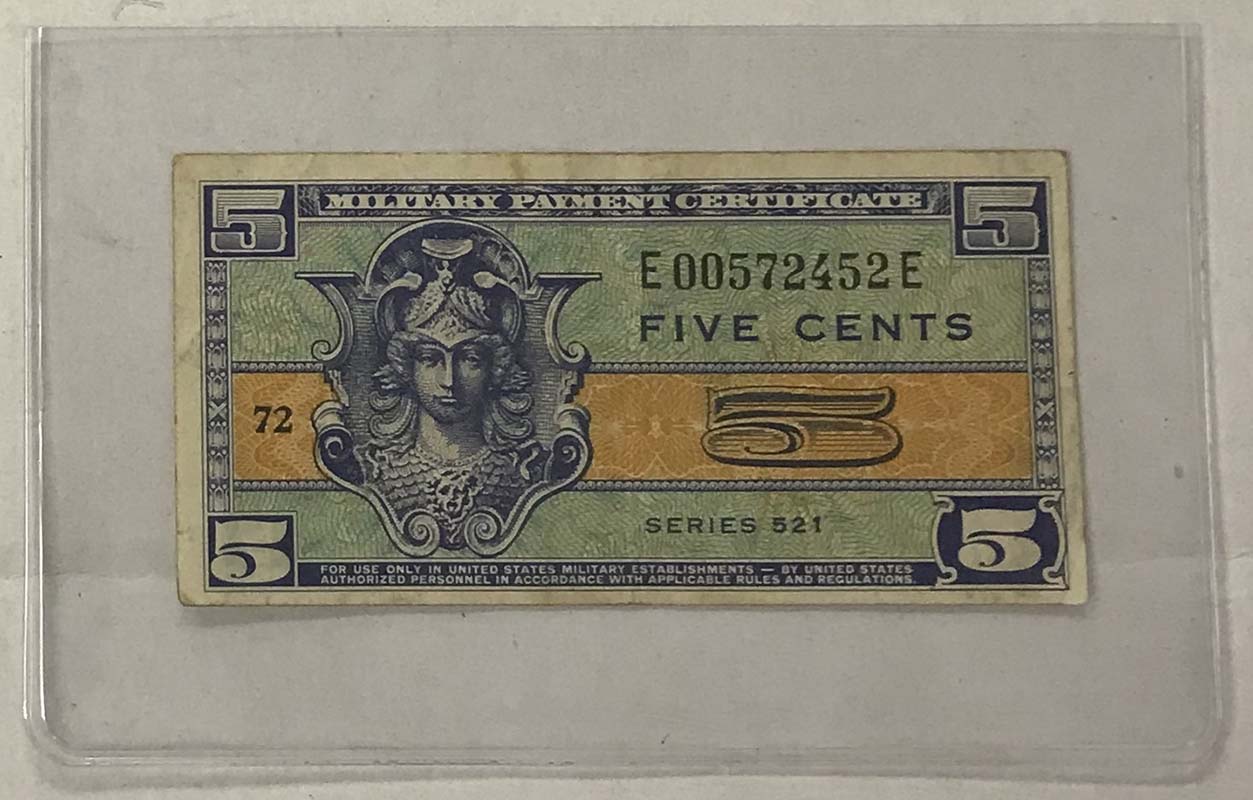 5 MILITARY PAYMENT CERTIFICATE 5
E00572452E
FIVE CENTS
72 5
SERIES 521
5 5
FOR USE ONLY IN UNITED STATES MILITARY ESTABLISHMENTS — BY UNITED STATES
AUTHORIZED PERSONNEL IN ACCORDANCE WITH APPLICABLE RULES AND REGULATIONS.